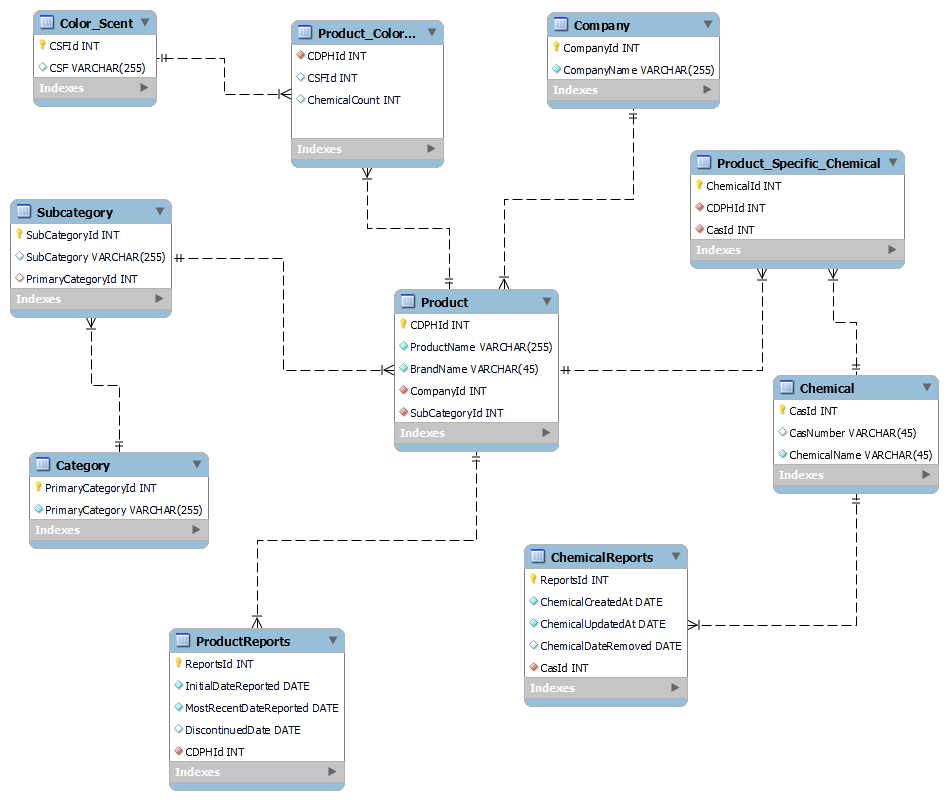 Color_Scent
CSFId INT
CSF VARCHAR(255)
Indexes
Product_Color...
CDPHId INT
CSFId INT
ChemicalCount INT
Indexes
Company
CompanyId INT
CompanyName VARCHAR(255)
Indexes
Product_Specific_Chemical
ChemicalId INT
CDPHId INT
CasId INT
Indexes
Subcategory
SubCategoryId INT
SubCategory VARCHAR(255)
PrimaryCategoryId INT
Indexes
Product
CDPHId INT
ProductName VARCHAR(255)
BrandName VARCHAR(45)
CompanyId INT
SubCategoryId INT
Indexes
Chemical
CasId INT
CasNumber VARCHAR(45)
ChemicalName VARCHAR(45)
Indexes
Category
PrimaryCategoryId INT
PrimaryCategory VARCHAR(255)
Indexes
ChemicalReports
ReportsId INT
ChemicalCreatedAt DATE
ChemicalUpdatedAt DATE
ChemicalDateRemoved DATE
CasId INT
Indexes
ProductReports
ReportsId INT
InitialDateReported DATE
MostRecentDateReported DATE
DiscontinuedDate DATE
CDPHId INT
Indexes